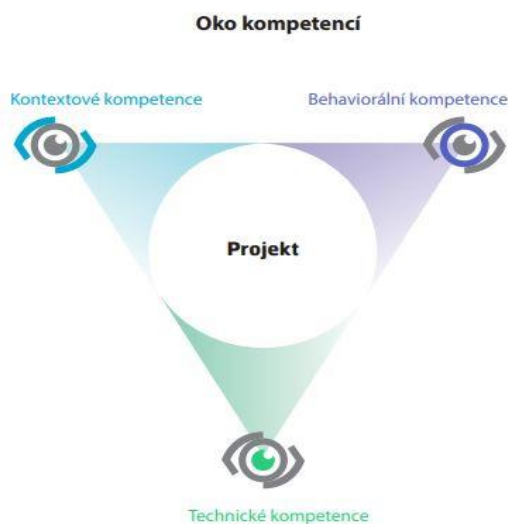 Oko kompetencí
Kontextové kompetence
Behaviorální kompetence
Projekt
Technické kompetence